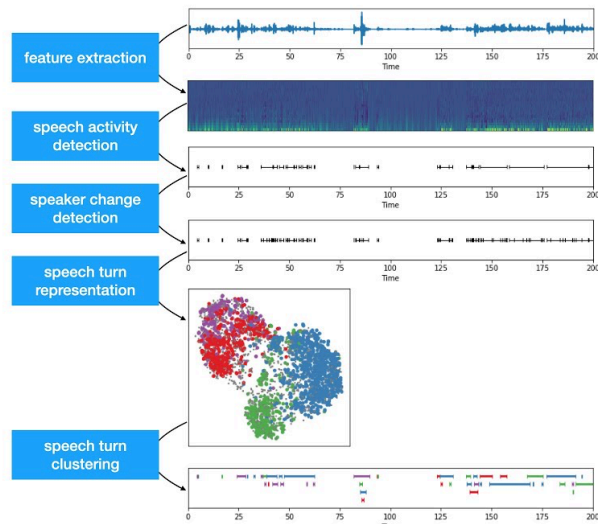 0 25 50 75 100 125 150 175 200
Time
feature extraction
speech activity
detection
0 25 50 75 100 125 150 175 200
Time
speaker change
detection
0 25 50 75 100 125 150 175 200
Time
speech turn
representation
speech turn
clustering
0 25 50 75 100 125 150 175 200
Time